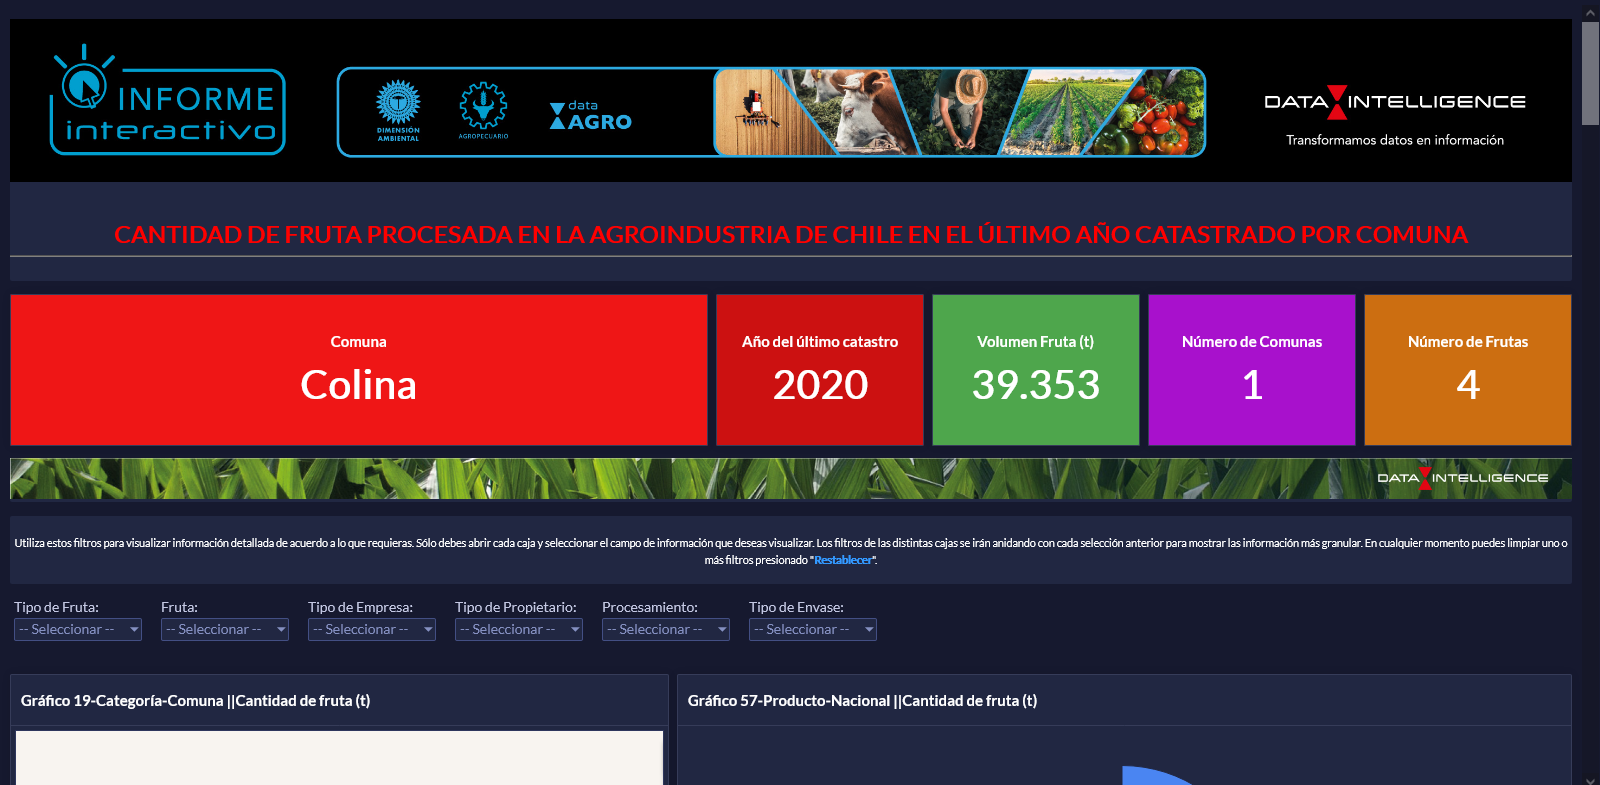 INFORME
interactivo
DIMENSIÓN
AMBIENTAL
AGROPECUARIO
data
AGRO
DATA INTELLIGENCE
Transformamos datos en información
CANTIDAD DE FRUTA PROCESADA EN LA AGROINDUSTRIA DE CHILE EN EL ÚLTIMO AÑO CATASTRADO POR COMUNA
Comuna
Colina
Año del último catastro
2020
Volumen Fruta (t)
39.353
Número de Comunas
1
Número de Frutas
4
DATA INTELLIGENCE
Utiliza estos filtros para visualizar información detallada de acuerdo a lo que requieras. Sólo debes abrir cada caja y seleccionar el campo de información que deseas visualizar. Los filtros de las distintas cajas se irán anidando con cada selección anterior para mostrar las información más granular. En cualquier momento puedes limpiar uno o
más filtros presionado "Restablecer".
Tipo de Fruta: Fruta: Tipo de Empresa: Tipo de Propietario: Procesamiento: Tipo de Envase:
-- Seleccionar -- -- Seleccionar -- -- Seleccionar -- -- Seleccionar -- -- Seleccionar -- -- Seleccionar --
Gráfico 19-Categoría-Comuna ||Cantidad de fruta (t)
Gráfico 57-Producto-Nacional ||Cantidad de fruta (t)